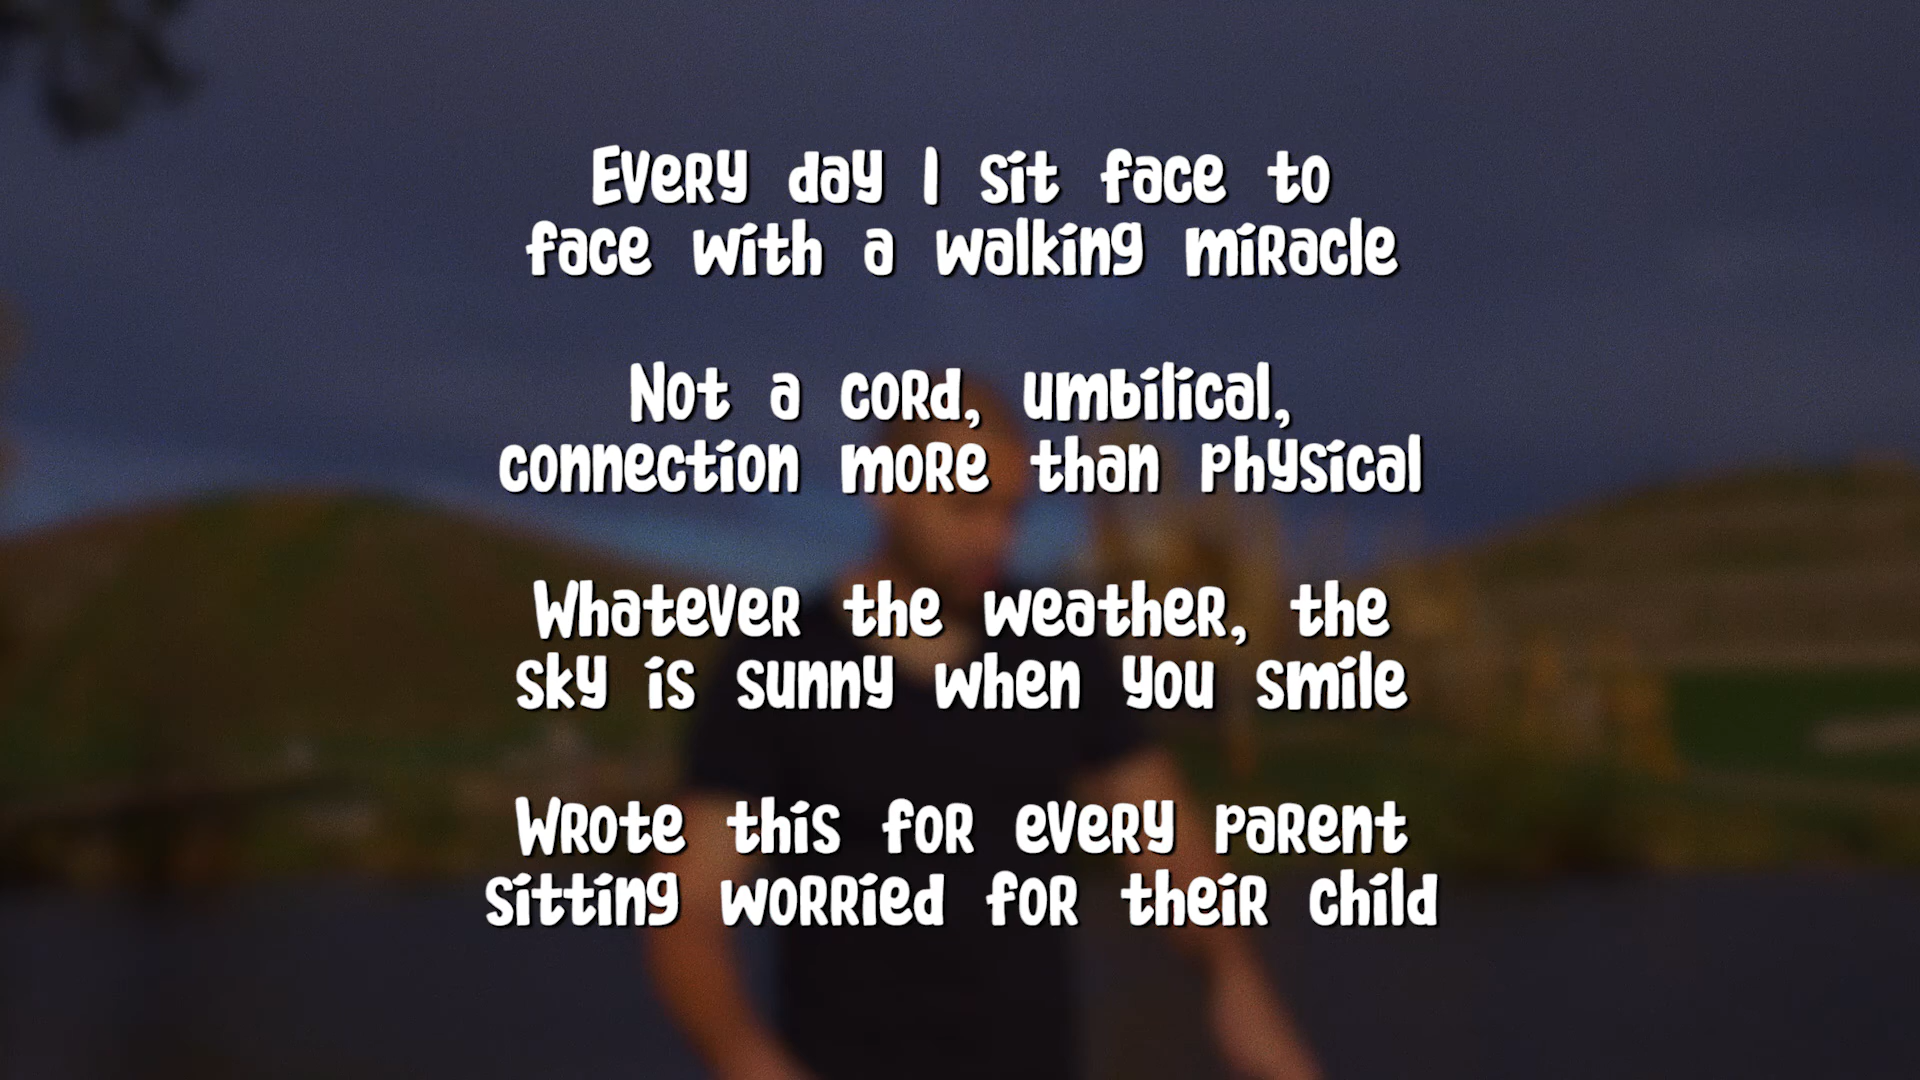 Every day I sit face to
face with a walking miracle
Not a cord, umbilical,
connection more than physical
Whatever the weather, the
sky is sunny when you smile
Wrote this for every parent
sitting worried for their child